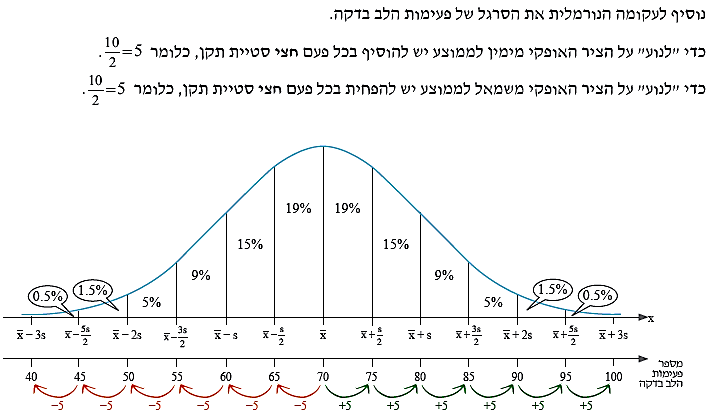 נוסיף לעקומה הנורמלית את הסרגל של פעימות הלב בדקה.
כדי "לנוע" על הציר האופקי מימין לממוצע יש להוסיף בכל פעם חצי סטיית תקן, כלומר 10/2=5.
כדי "לנוע" על הציר האופקי משמאל לממוצע יש להפחית בכל פעם חצי סטיית תקן, כלומר 10/2=5.
19% 19%
15% 15%
9% 9%
0.5% 1.5% 5% 5% 1.5% 0.5%
x
x̅−3s x̅−5s/2 x̅−2s x̅−3s/2 x̅−s x̅−s/2 x̅ x̅+s/2 x̅+s x̅+3s/2 x̅+2s x̅+5s/2 x̅+3s
מספר
פעימות
הלב בדקה
40 45 50 55 60 65 70 75 80 85 90 95 100
−5 −5 −5 −5 −5 −5 +5 +5 +5 +5 +5 +5